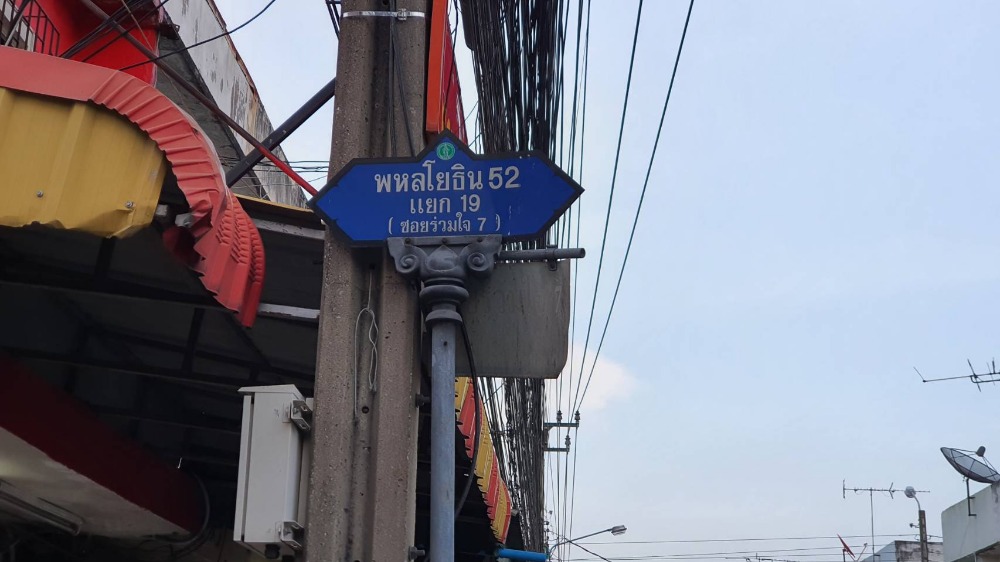 พหลโยธิน 52
แยก 19
( ซอยร่วมใจ 7 )